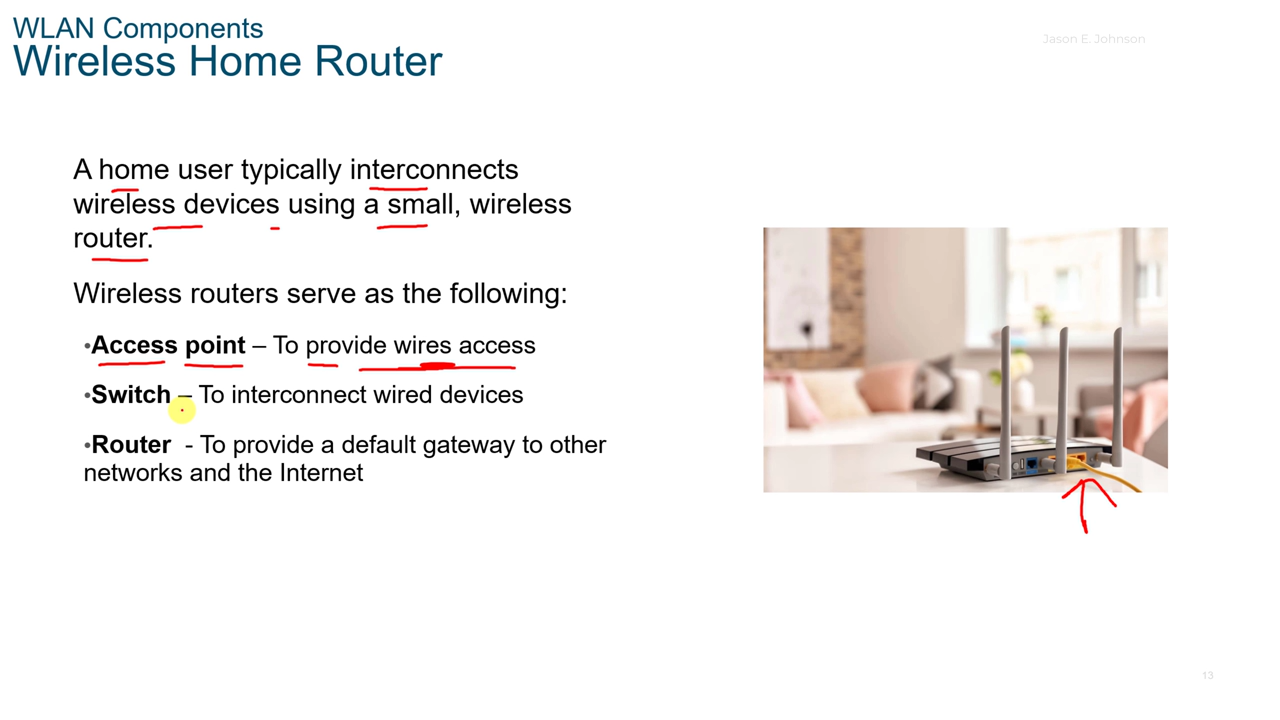 WLAN Components
Jason E. Johnson
Wireless Home Router
A home user typically interconnects
wireless devices using a small, wireless
router.
Wireless routers serve as the following:
•Access point – To provide wires access
•Switch – To interconnect wired devices
•Router - To provide a default gateway to other
networks and the Internet
13